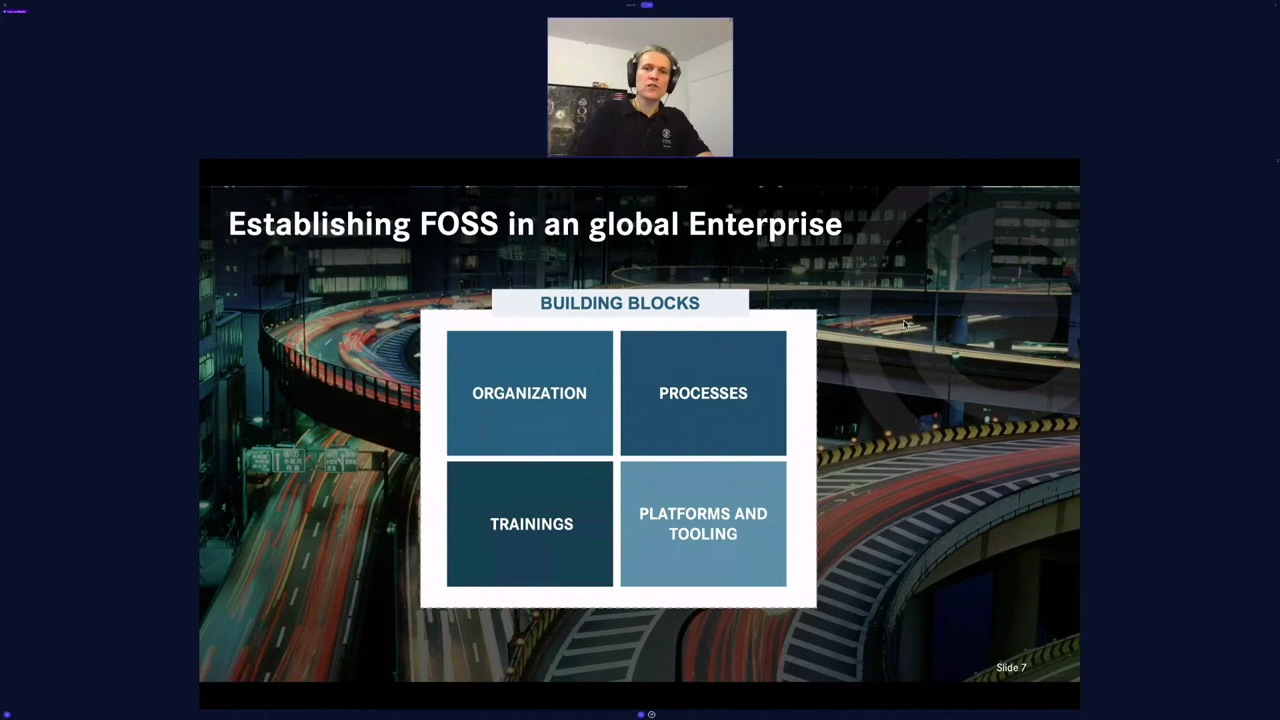 Establishing FOSS in an global Enterprise
BUILDING BLOCKS
ORGANIZATION
PROCESSES
TRAININGS
PLATFORMS AND
TOOLING
Slide 7